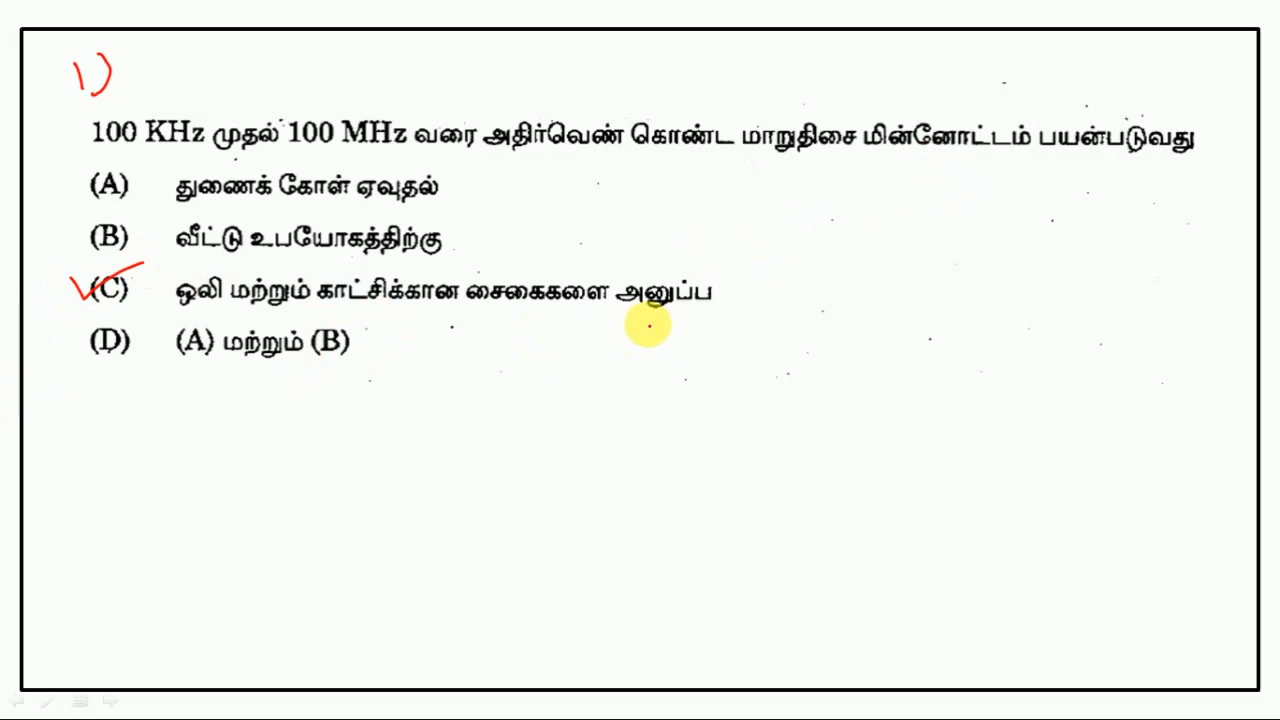 1)
100 KHz முதல் 100 MHz வரை அதிர்வெண் கொண்ட மாறுதிசை மின்னோட்டம் பயன்படுவது
(A) துணைக் கோள் ஏவுதல்
(B) வீட்டு உபயோகத்திற்கு
(C) ஒலி மற்றும் காட்சிக்கான சைகைகளை அனுப்ப
(D) (A) மற்றும் (B)